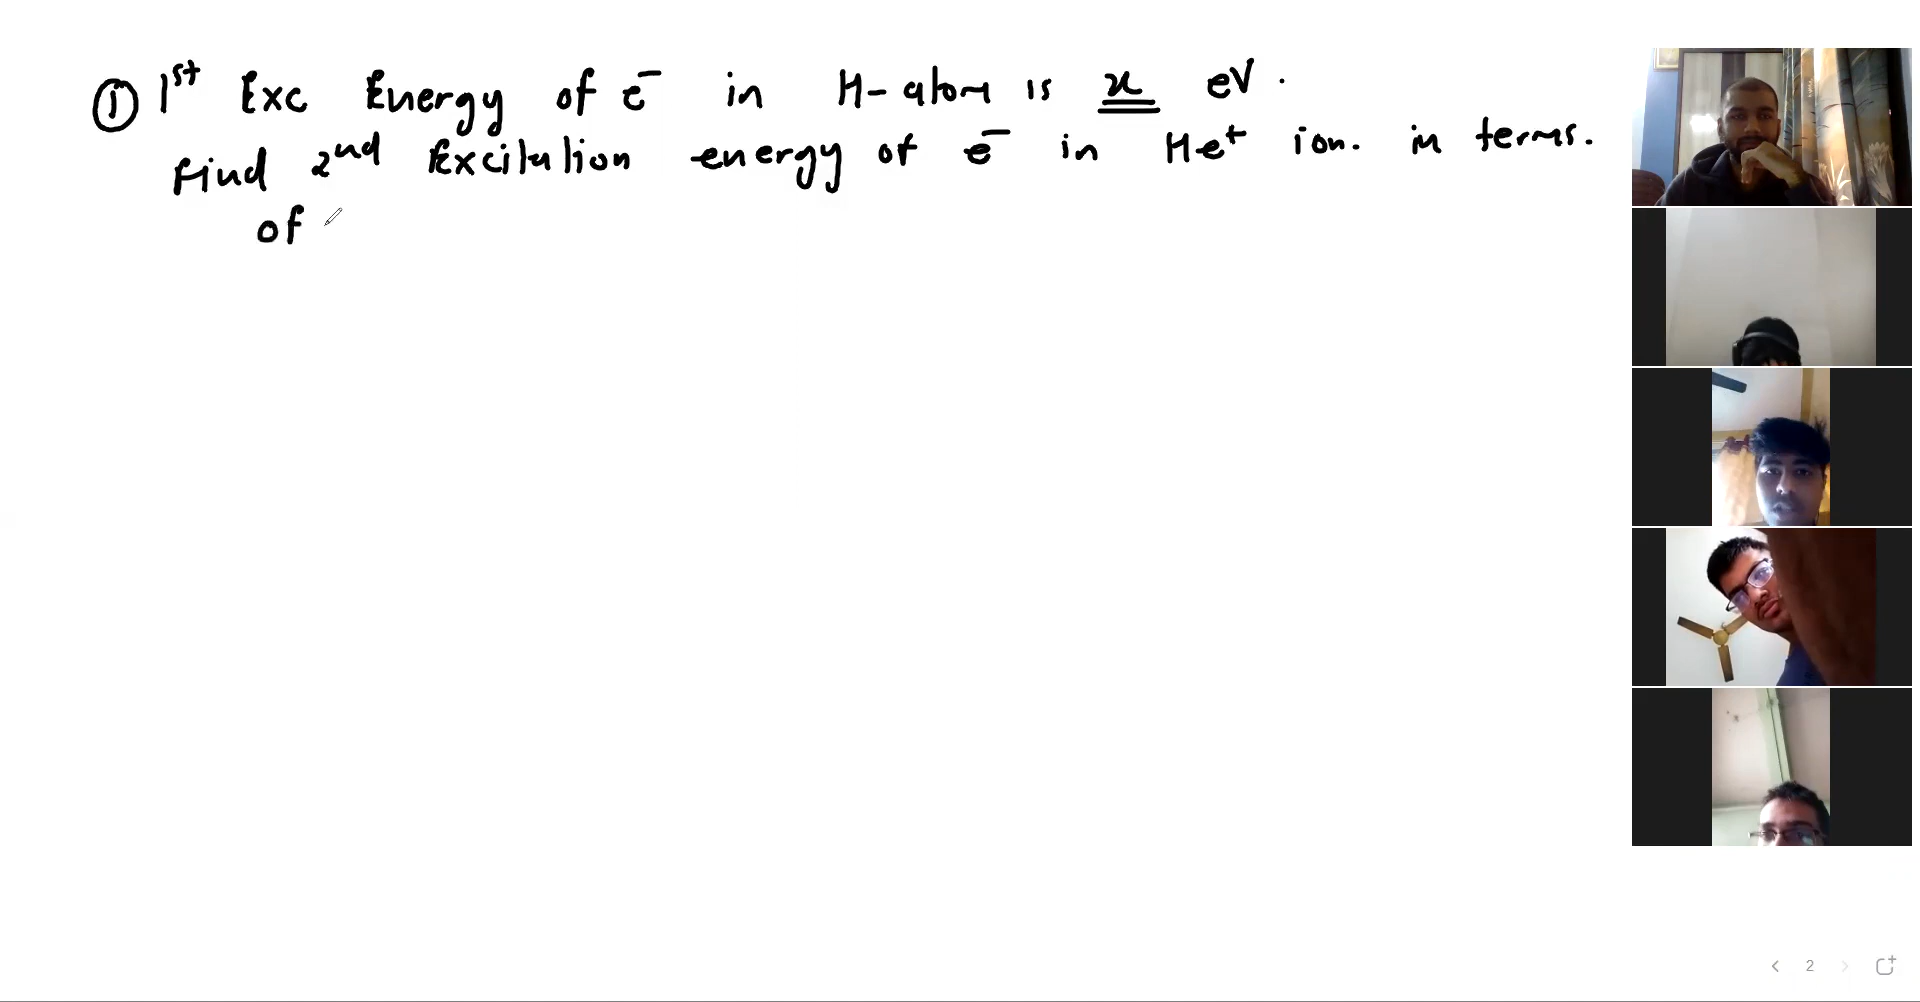 ① 1st Exc Energy of e⁻ in H-atom is x eV.
Find 2nd Excitation energy of e⁻ in He⁺ ion. in terms.
of
2